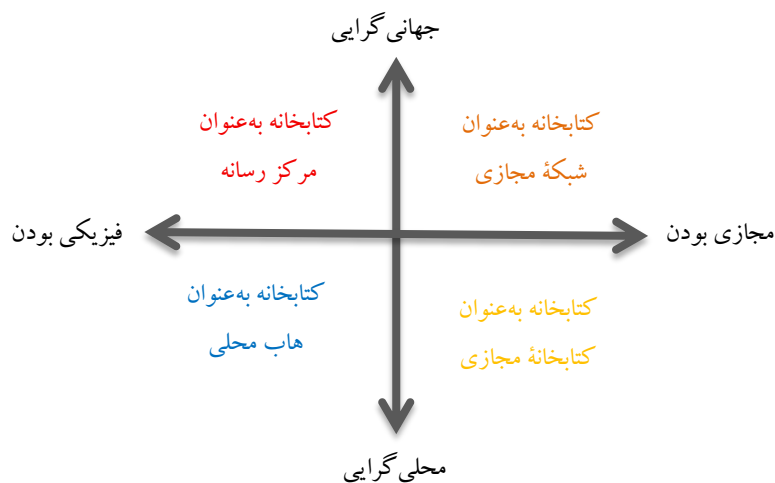 جهانی‌گرایی
کتابخانه به‌عنوان
شبکهٔ مجازی
کتابخانه به‌عنوان
مرکز رسانه
مجازی بودن
فیزیکی بودن
کتابخانه به‌عنوان
کتابخانهٔ مجازی
کتابخانه به‌عنوان
هاب محلی
محلی‌گرایی